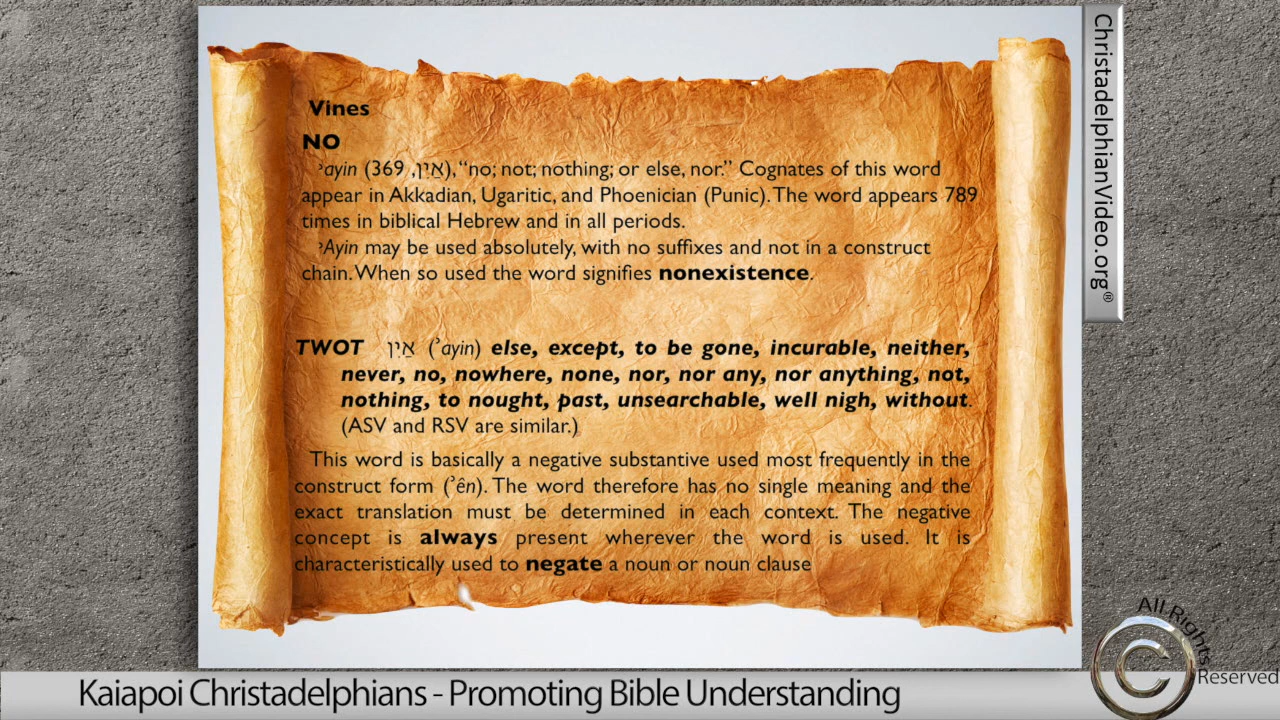 Vines
NO
ʾayin (אַיִן, 369), “no; not; nothing; or else, nor.” Cognates of this word
appear in Akkadian, Ugaritic, and Phoenician (Punic). The word appears 789
times in biblical Hebrew and in all periods.
ʾAyin may be used absolutely, with no suffixes and not in a construct
chain. When so used the word signifies nonexistence.
TWOT אַיִן (ʾayin) else, except, to be gone, incurable, neither,
never, no, nowhere, none, nor, nor any, nor anything, not,
nothing, to nought, past, unsearchable, well nigh, without.
(ASV and RSV are similar.)
This word is basically a negative substantive used most frequently in the
construct form (ʾên). The word therefore has no single meaning and the
exact translation must be determined in each context. The negative
concept is always present wherever the word is used. It is
characteristically used to negate a noun or noun clause
ChristadelphianVideo.org®
All Rights
C
Reserved
Kaiapoi Christadelphians - Promoting Bible Understanding